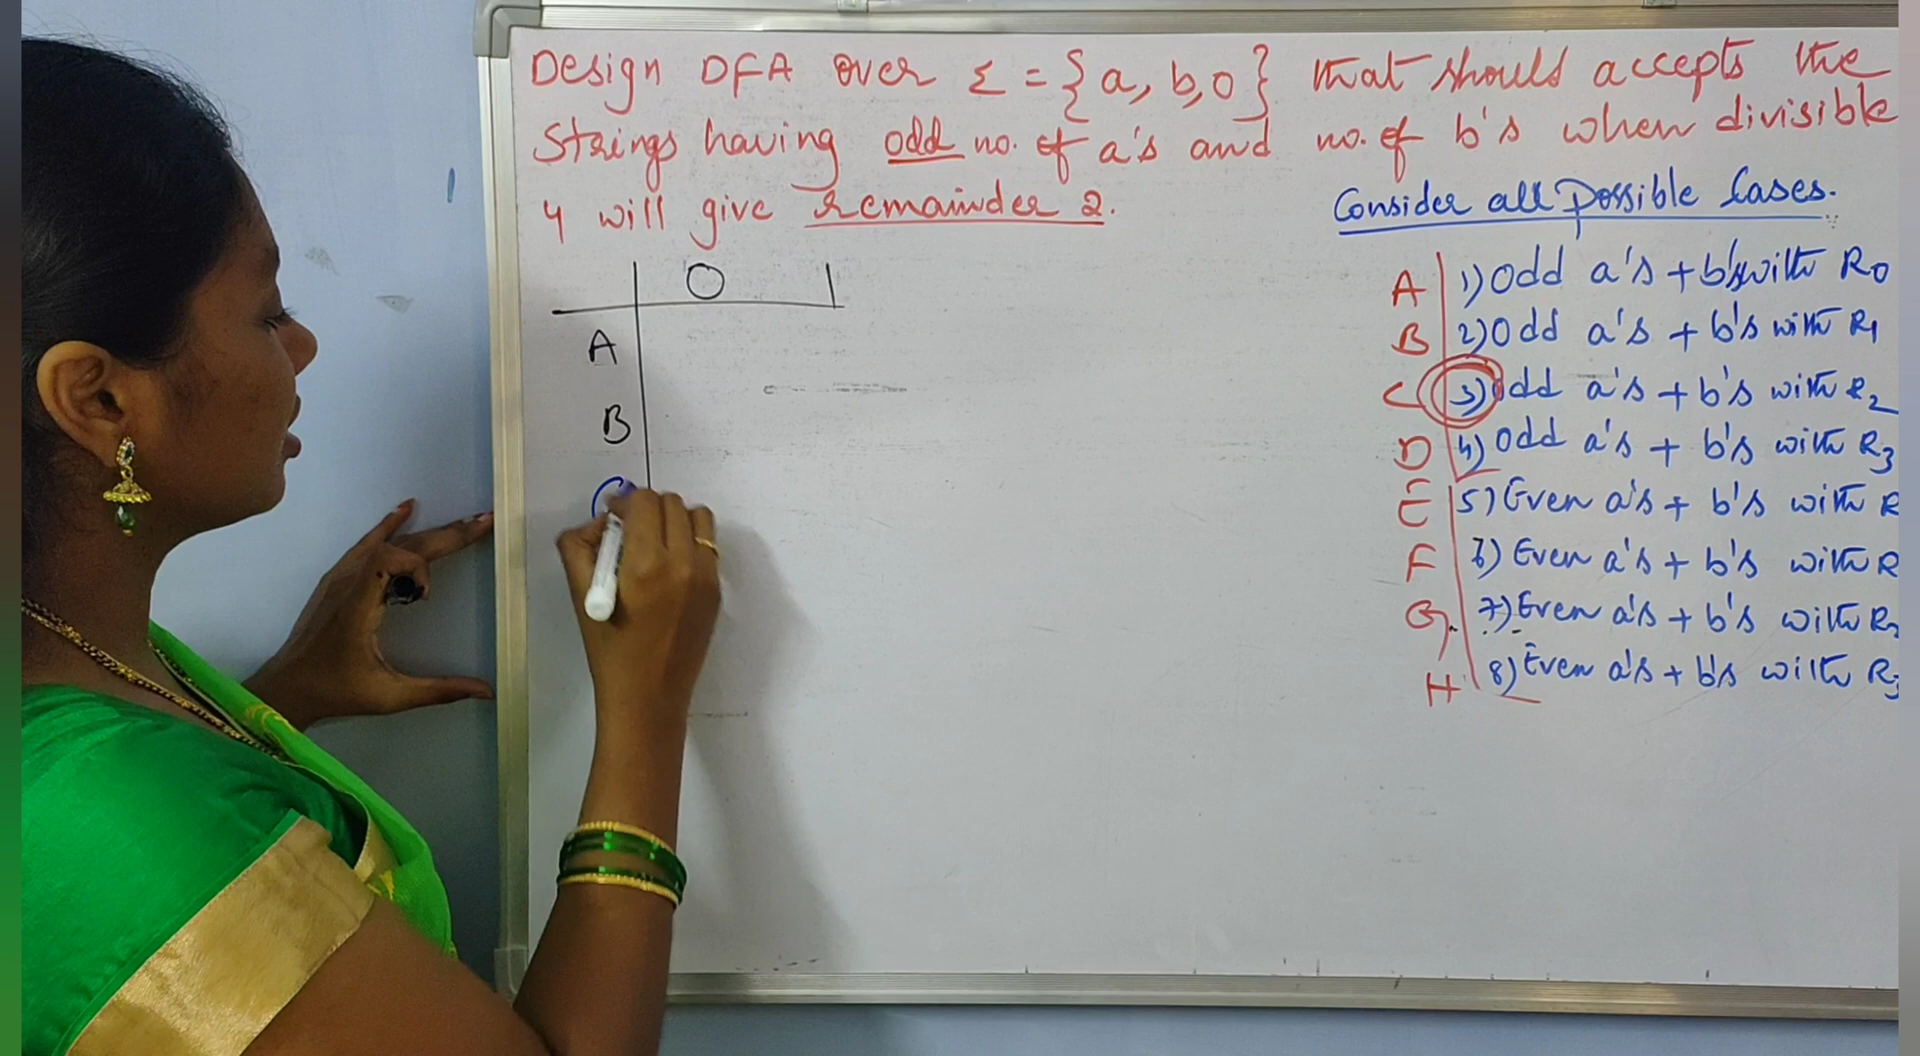 Design DFA over Σ = {a, b, 0} that should accepts the
Strings having odd no. of a's and no. of b's when divisible
4 will give remainder 2.
Consider all possible Cases.
0 1
A
B
C
A 1) Odd a's + b's with R0
B 2) Odd a's + b's with R1
C 3) Odd a's + b's with R2
D 4) Odd a's + b's with R3
E 5) Even a's + b's with R
F 6) Even a's + b's with R
G 7) Even a's + b's with R2
H 8) Even a's + b's with R3